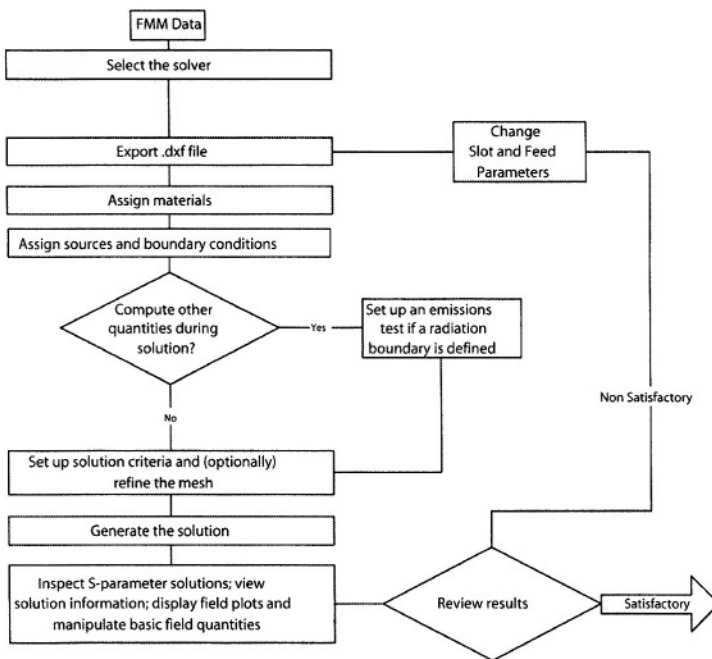 FMM Data
Select the solver
Export .dxf file
Change
Slot and Feed
Parameters
Assign materials
Assign sources and boundary conditions
Compute other
quantities during
solution?
Yes
Set up an emissions
test if a radiation
boundary is defined
Non Satisfactory
No
Set up solution criteria and (optionally)
refine the mesh
Generate the solution
Inspect S-parameter solutions; view
solution information; display field plots and
manipulate basic field quantities
Review results
Satisfactory